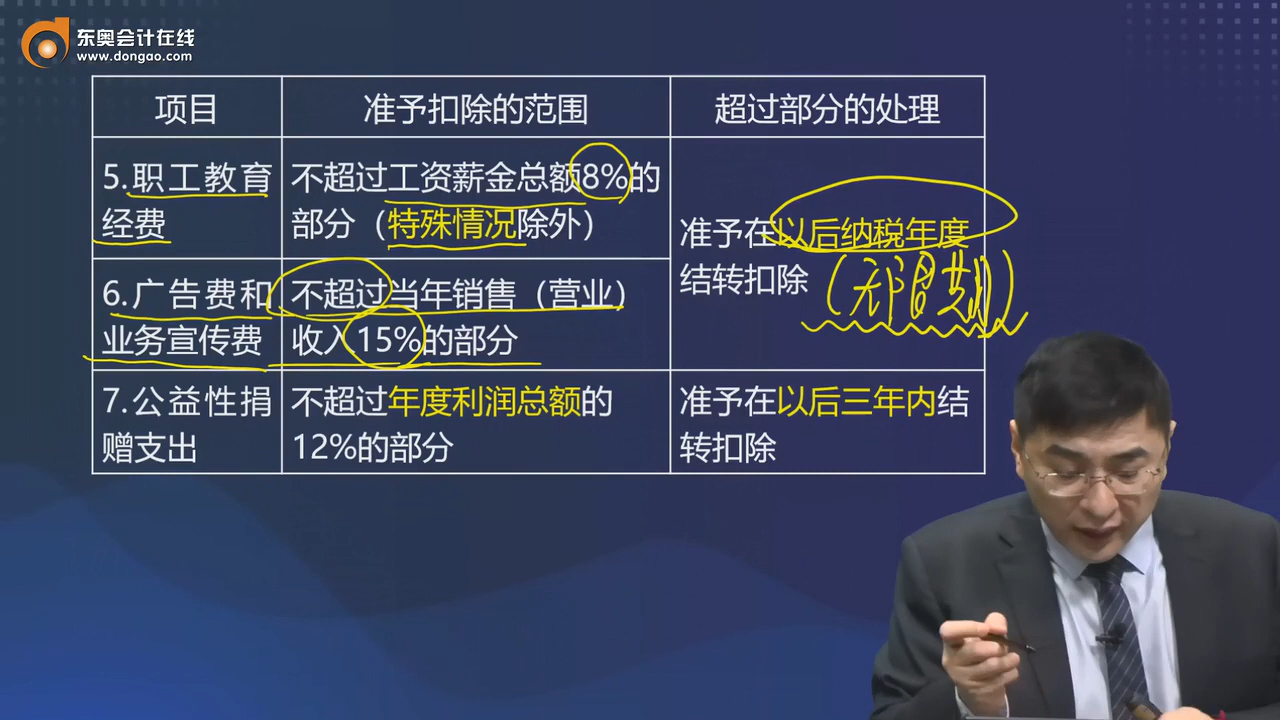 东奥会计在线
www.dongao.com
项目
准予扣除的范围
超过部分的处理
5.职工教育
经费
不超过工资薪金总额8%的
部分（特殊情况除外）
准予在以后纳税年度
结转扣除
（无限期）
6.广告费和
业务宣传费
不超过当年销售（营业）
收入15%的部分
7.公益性捐
赠支出
不超过年度利润总额的
12%的部分
准予在以后三年内结
转扣除